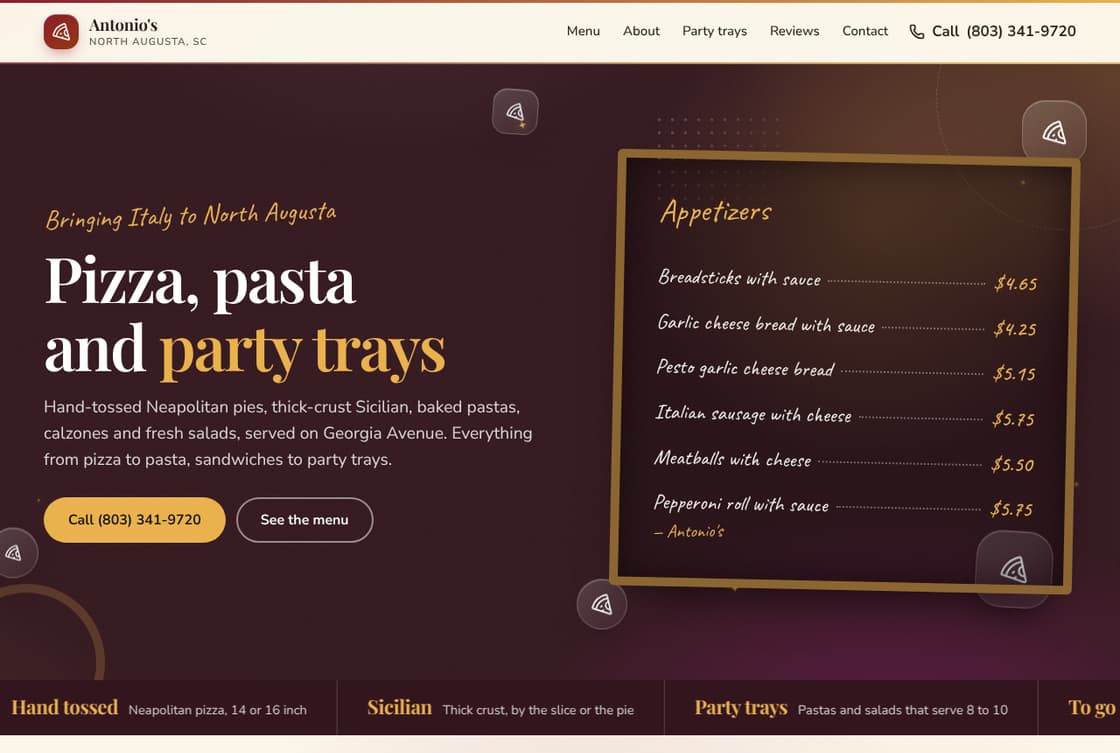 Antonio's
NORTH AUGUSTA, SC
Menu About Party trays Reviews Contact Call (803) 341-9720
Bringing Italy to North Augusta
Pizza, pasta
and party trays
Hand-tossed Neapolitan pies, thick-crust Sicilian, baked pastas,
calzones and fresh salads, served on Georgia Avenue. Everything
from pizza to pasta, sandwiches to party trays.
Call (803) 341-9720 See the menu
Appetizers
Breadsticks with sauce $4.65
Garlic cheese bread with sauce $4.25
Pesto garlic cheese bread $5.15
Italian sausage with cheese $5.75
Meatballs with cheese $5.50
Pepperoni roll with sauce $5.75
– Antonio's
Hand tossed Neapolitan pizza, 14 or 16 inch Sicilian Thick crust, by the slice or the pie Party trays Pastas and salads that serve 8 to 10 To go